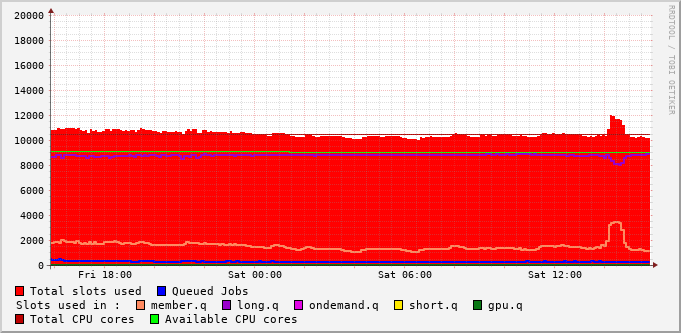 20000
18000
16000
14000
12000
10000
8000
6000
4000
2000
0
Fri 18:00 Sat 00:00 Sat 06:00 Sat 12:00
Total slots used Queued Jobs
Slots used in : member.q long.q ondemand.q short.q gpu.q
Total CPU cores Available CPU cores
RRDTOOL / TOBI OETIKER